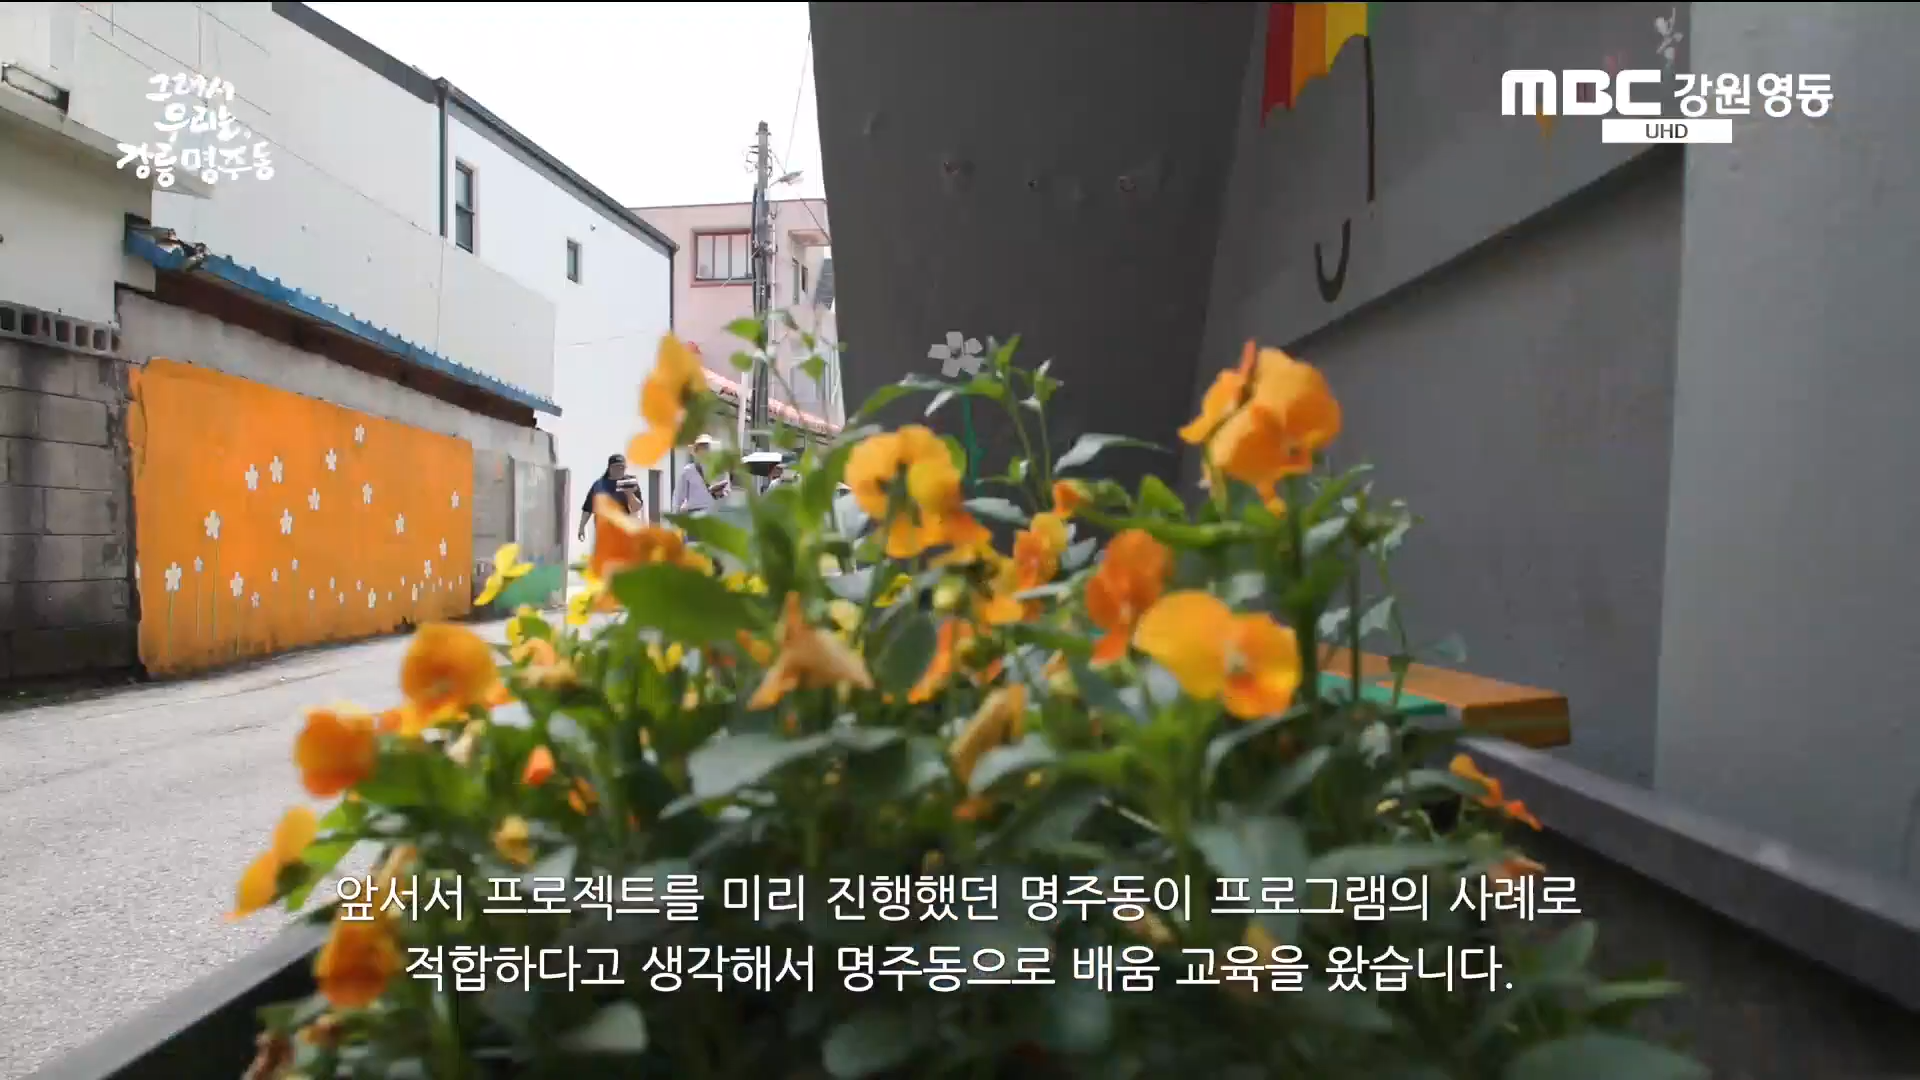 그래서
우리는,
강릉 명주동
봉
MBC 강원영동
UHD
앞서서 프로젝트를 미리 진행했던 명주동이 프로그램의 사례로
적합하다고 생각해서 명주동으로 배움 교육을 왔습니다.